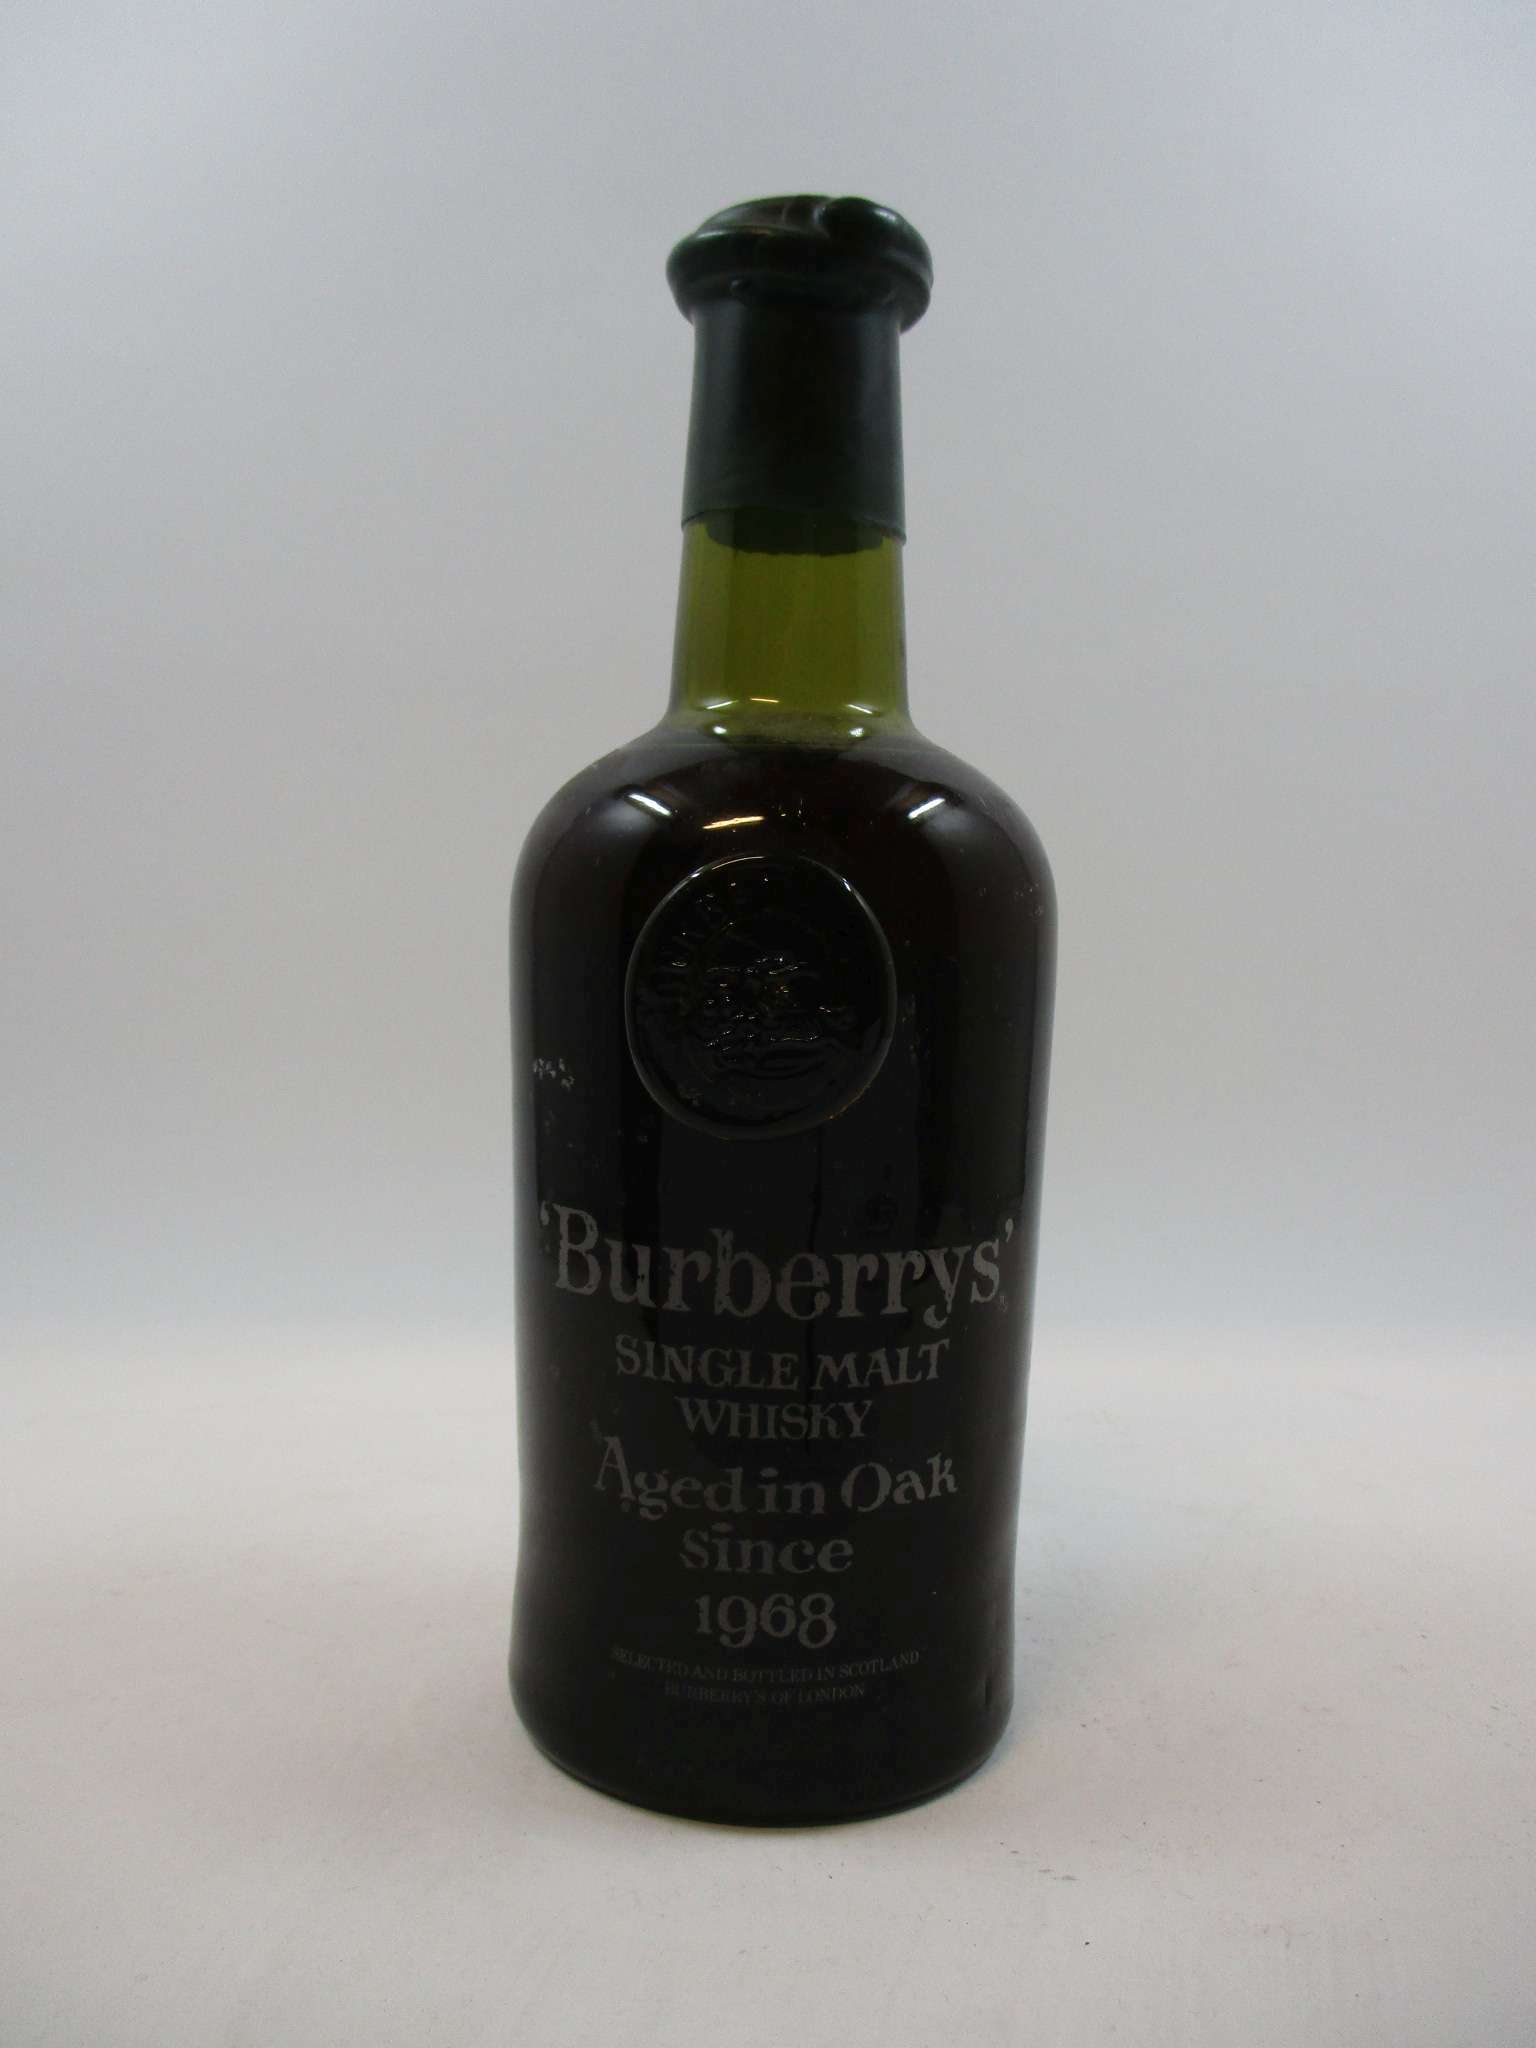 'Burberrys'
SINGLE MALT
WHISKY
Aged in Oak
since
1968
SELECTED AND BOTTLED IN SCOTLAND
BURBERRYS OF LONDON